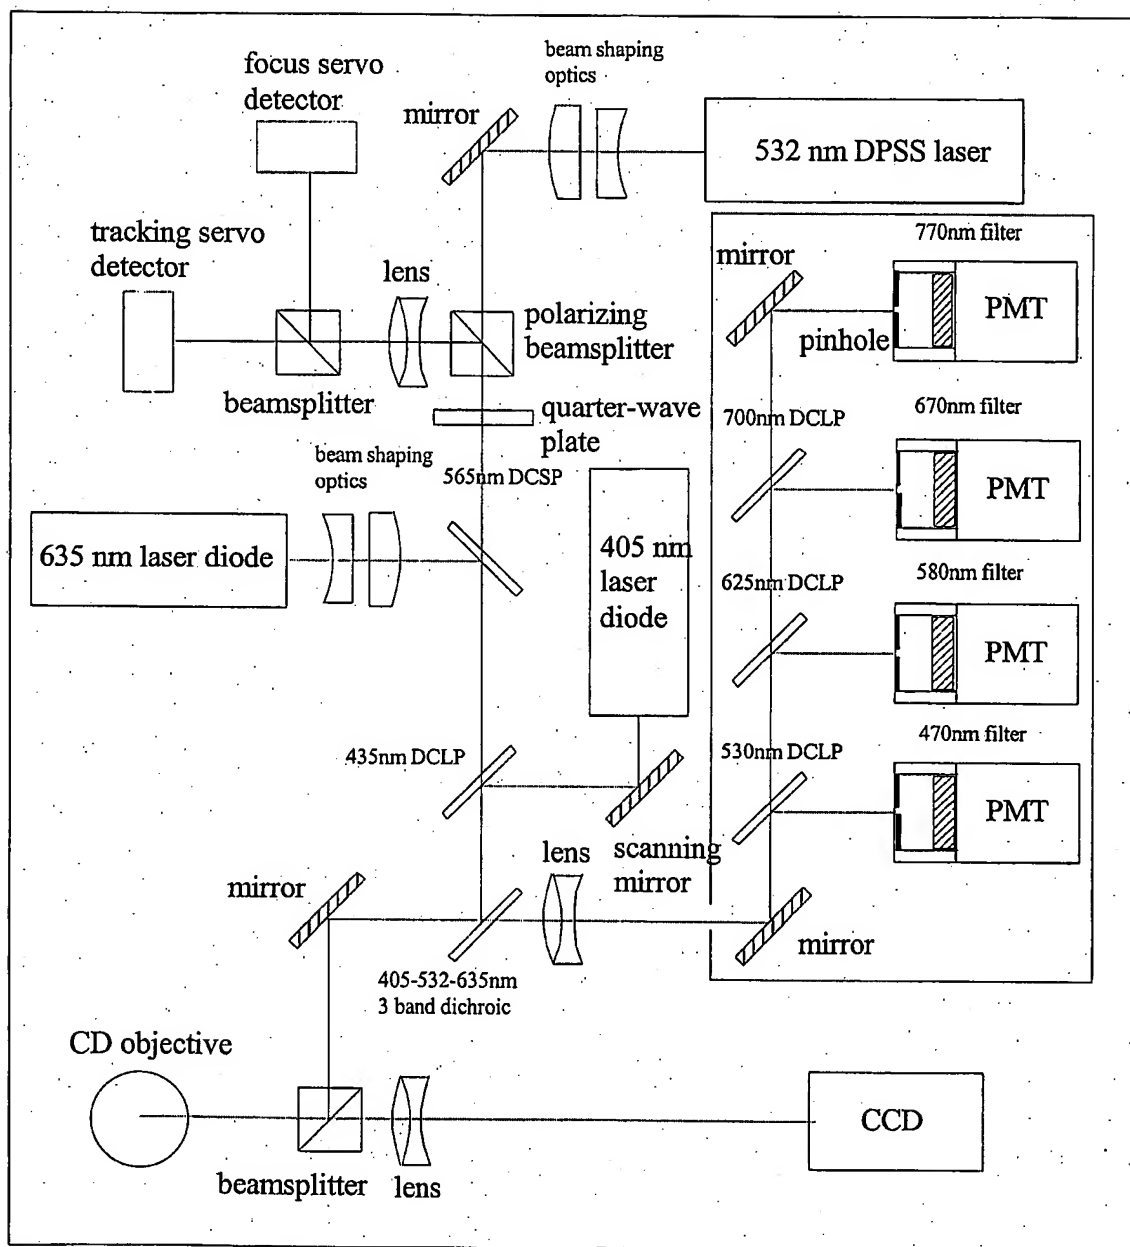 beam shaping
optics
focus servo
detector
mirror
532 nm DPSS laser
tracking servo
detector
lens
polarizing
beamsplitter
beamsplitter
quarter-wave
plate
mirror
770nm filter
PMT
pinhole
700nm DCLP
670nm filter
PMT
beam shaping
optics
565nm DCSP
635 nm laser diode
405 nm
laser
diode
625nm DCLP
580nm filter
PMT
435nm DCLP
530nm DCLP
470nm filter
PMT
scanning
mirror
lens
mirror
mirror
405-532-635nm
3 band dichroic
CD objective
beamsplitter
lens
CCD